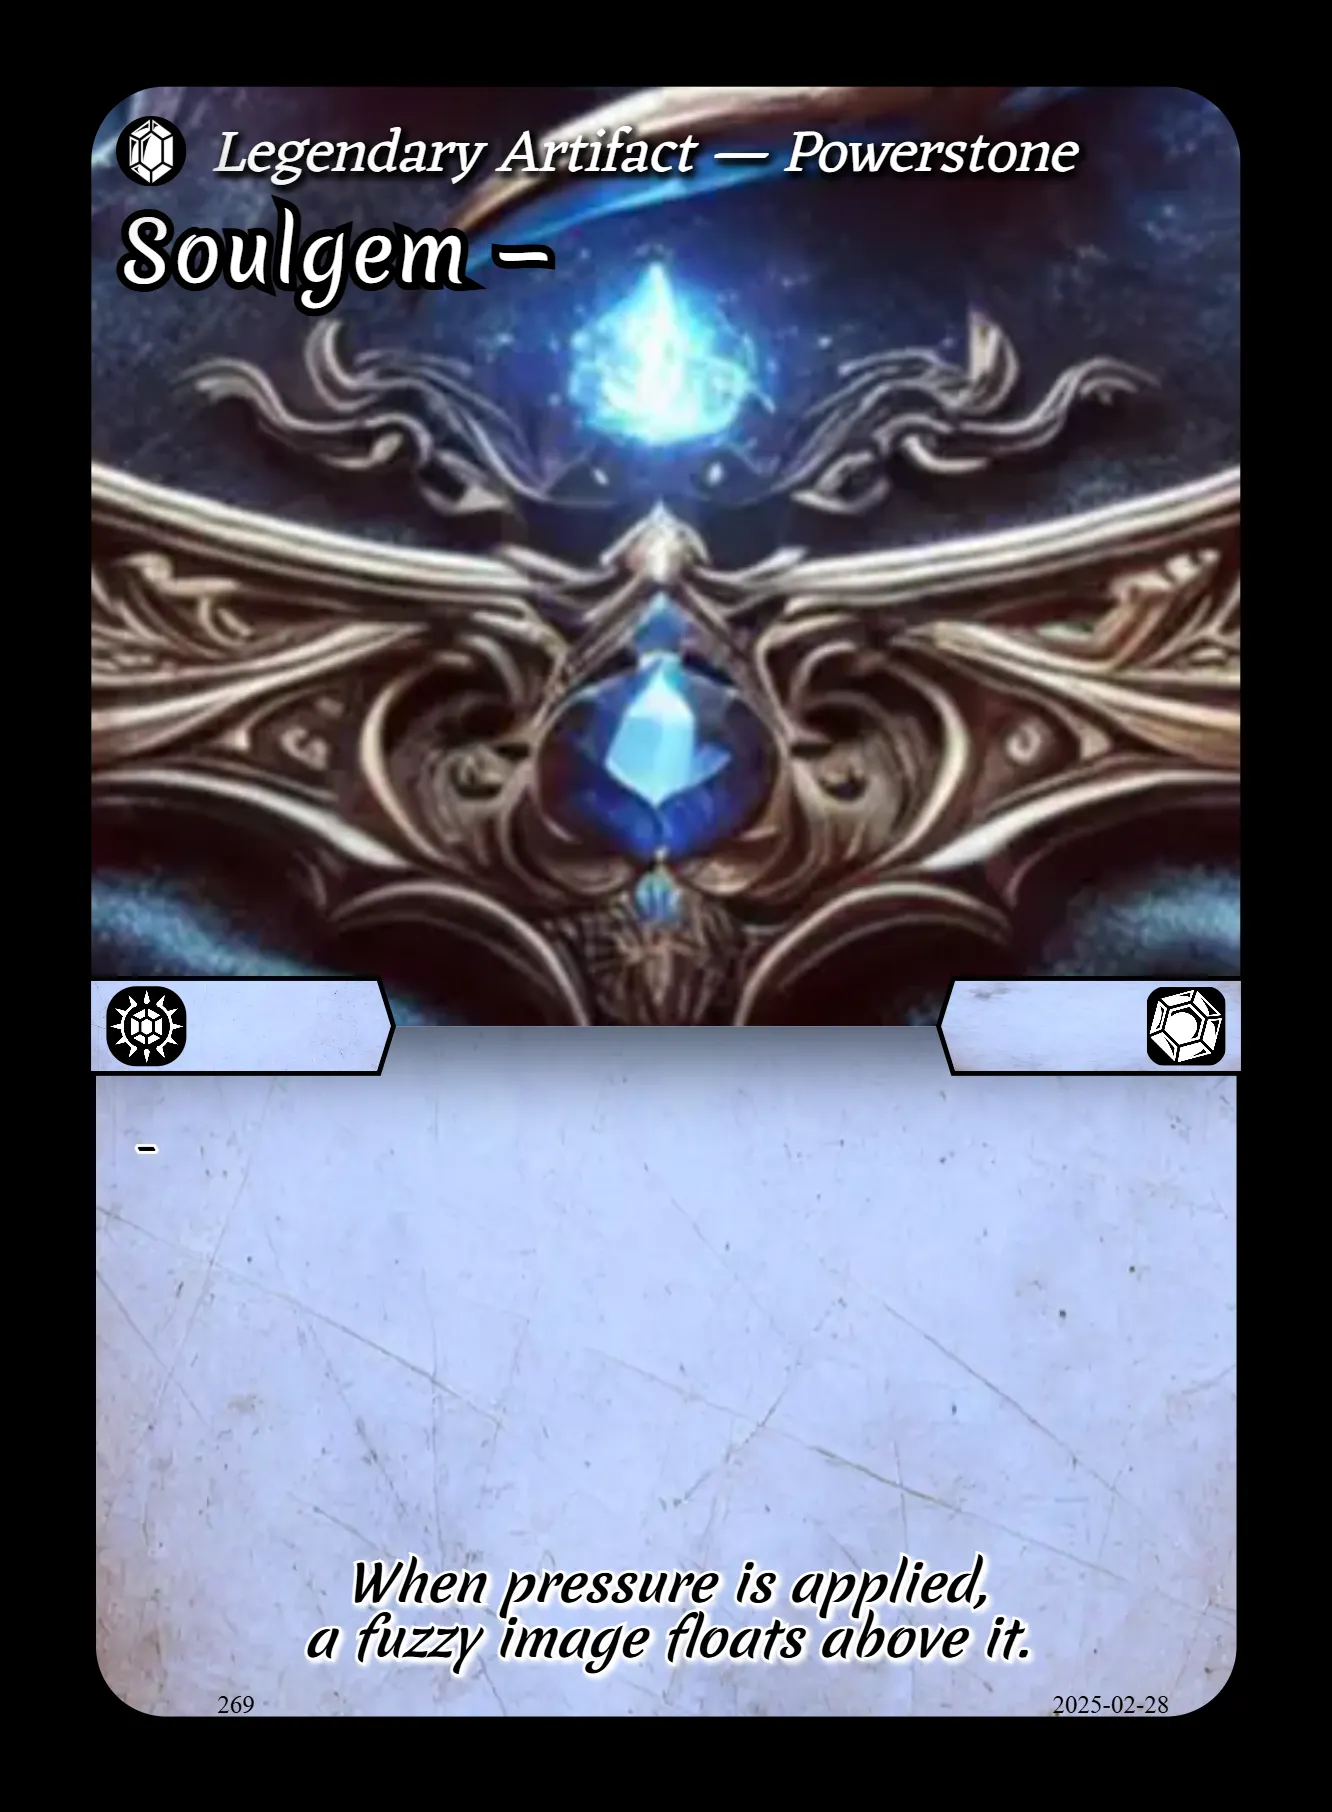 Legendary Artifact — Powerstone
Soulgem –
-
When pressure is applied,
a fuzzy image floats above it.
269
2025-02-28